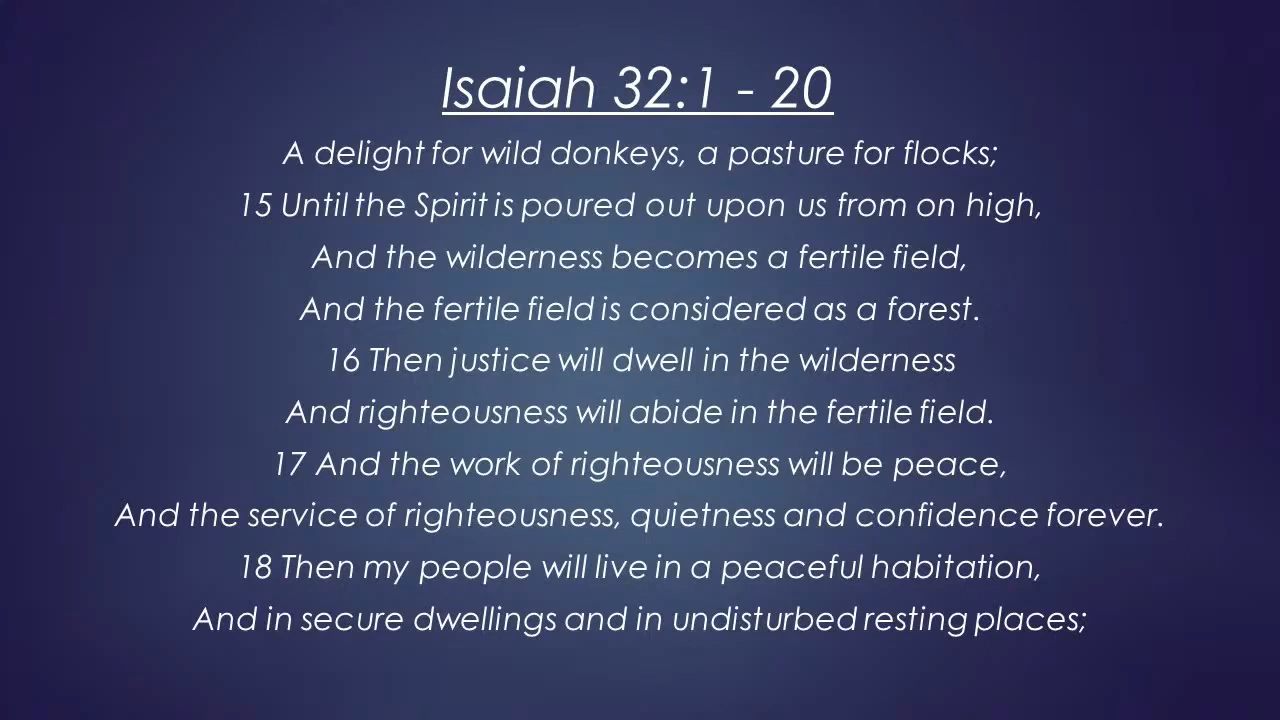 Isaiah 32:1 - 20
A delight for wild donkeys, a pasture for flocks;
15 Until the Spirit is poured out upon us from on high,
And the wilderness becomes a fertile field,
And the fertile field is considered as a forest.
16 Then justice will dwell in the wilderness
And righteousness will abide in the fertile field.
17 And the work of righteousness will be peace,
And the service of righteousness, quietness and confidence forever.
18 Then my people will live in a peaceful habitation,
And in secure dwellings and in undisturbed resting places;